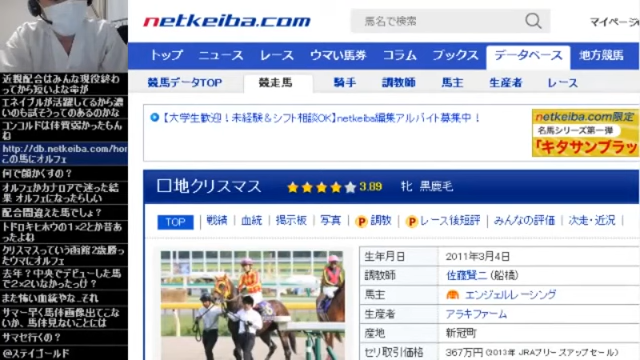 近親配合はみんな現役終わ
ってから短いよな命が
エネイブルが活躍してるから濃
いのも試そうってのあるのかな
コンコルドは体質弱かったもん
ね
http://db.netkeiba.com/hor
この馬にオルフェ
何で顔かくすの？
オルフェかカナロアで迷った結
果 オルフェになったらしい
配合間違えた馬でしょ？
トドロキヒホウの1×2とか昔あ
ったよね
クリスマスっていう函館2歳勝っ
たウマにオルフェ
去年？中央でデビューした馬
で2×2いなかったっけ？
また怖い血統やな…それ
サマー早く馬体画像出てこな
いか、馬体見ないことには
サマセ行くの？
@ステイゴールド
netkeiba.com
馬名で検索
マイページ
トップ ニュース レース ウマい馬券 コラム ブックス データベース 地方競馬
競馬データTOP 競走馬 騎手 調教師 馬主 生産者 レース
【大学生歓迎！未経験＆シフト相談OK】netkeiba編集アルバイト募集中！
netkeiba.com限定
名馬シリーズ第一弾
「キタサンブラッ
□地クリスマス 3.89 牝 黒鹿毛
TOP 戦績 血統 掲示板 写真 P 調教 P レース後短評 みんなの評価 次走・近況
生年月日 2011年3月4日
調教師 佐藤賢二 (船橋)
馬主 エンジェルレーシング
生産者 アラキファーム
産地 新冠町
セリ取引価格 367万円 (2013年 JRAブリーズアップセール)